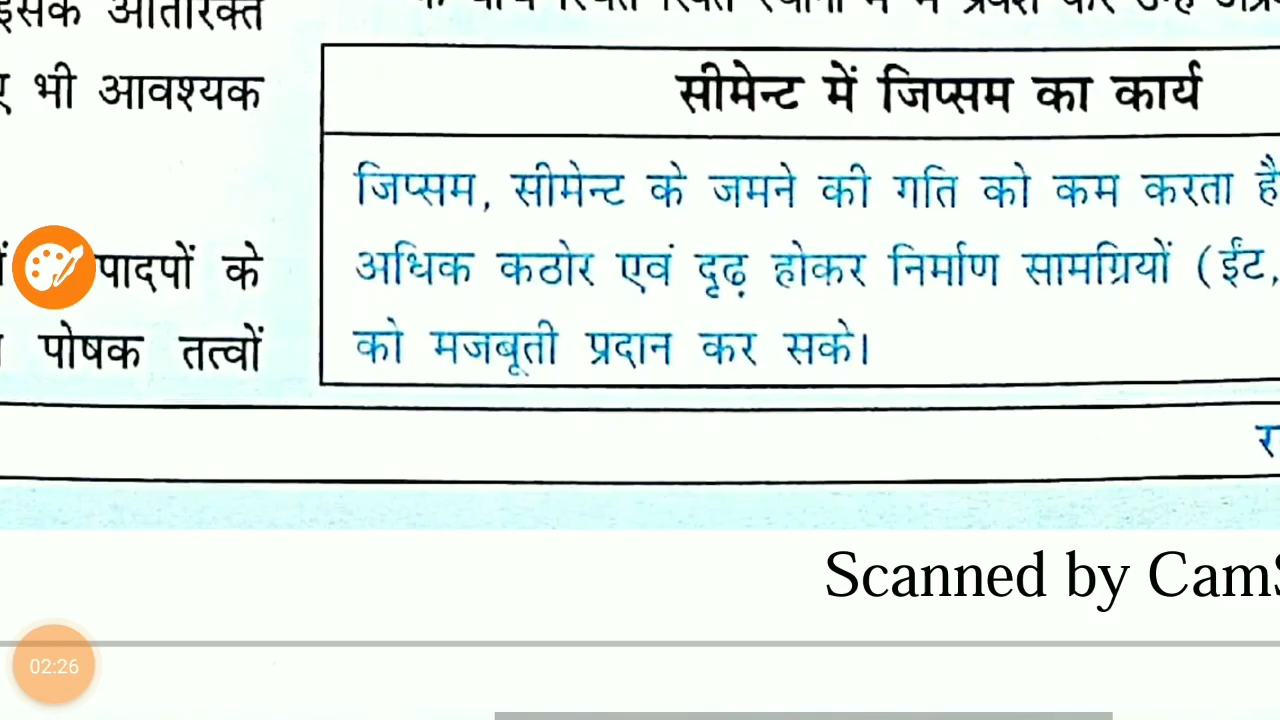 इसके अतिरिक्त
भी आवश्यक
पादपों के
पोषक तत्वों
सीमेन्ट में जिप्सम का कार्य
जिप्सम, सीमेन्ट के जमने की गति को कम करता है
अधिक कठोर एवं दृढ़ होकर निर्माण सामग्रियों (ईंट,
को मजबूती प्रदान कर सके।
Scanned by Cam
02:26